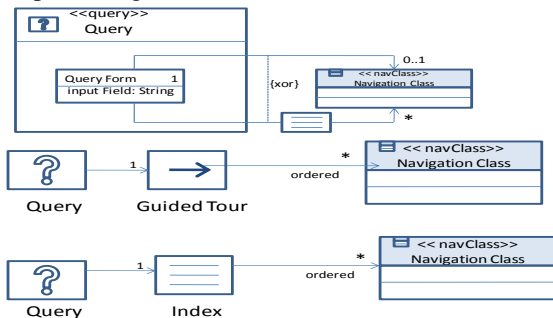 <<query>>
Query
?
0..1
Query Form 1
input Field: String
{xor}
<< navClass>>
Navigation Class
*
<< navClass>>
Navigation Class
?
1
*
ordered
Query
Guided Tour
<< navClass>>
Navigation Class
?
1
*
ordered
Query
Index